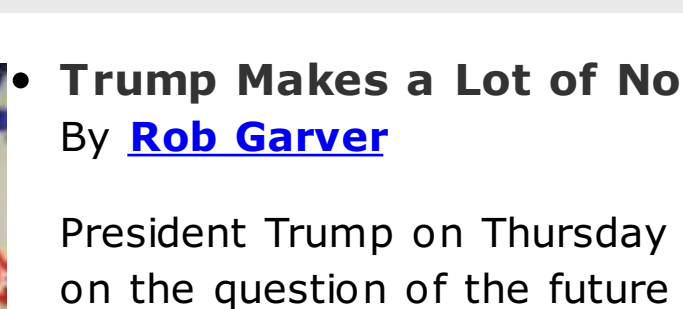 Trump Makes a Lot of No
By Rob Garver
President Trump on Thursday
on the question of the future